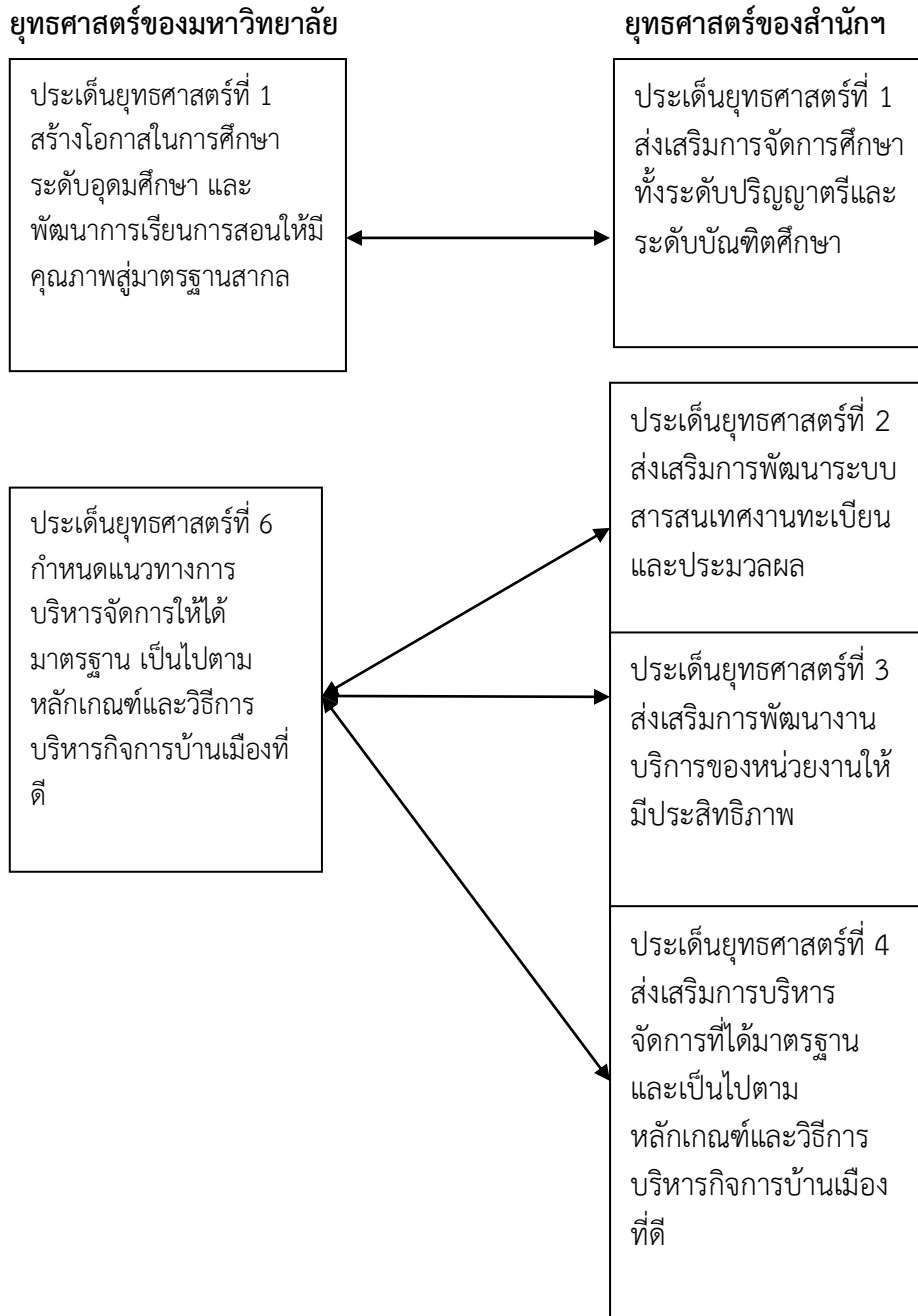 ยุทธศาสตร์ของมหาวิทยาลัย
ยุทธศาสตร์ของสำนักฯ
ประเด็นยุทธศาสตร์ที่ 1
สร้างโอกาสในการศึกษา
ระดับอุดมศึกษา และ
พัฒนาการเรียนการสอนให้มี
คุณภาพสู่มาตรฐานสากล
ประเด็นยุทธศาสตร์ที่ 1
ส่งเสริมการจัดการศึกษา
ทั้งระดับปริญญาตรีและ
ระดับบัณฑิตศึกษา
ประเด็นยุทธศาสตร์ที่ 6
กำหนดแนวทางการ
บริหารจัดการให้ได้
มาตรฐาน เป็นไปตาม
หลักเกณฑ์และวิธีการ
บริหารกิจการบ้านเมืองที่
ดี
ประเด็นยุทธศาสตร์ที่ 2
ส่งเสริมการพัฒนาระบบ
สารสนเทศงานทะเบียน
และประมวลผล
ประเด็นยุทธศาสตร์ที่ 3
ส่งเสริมการพัฒนางาน
บริการของหน่วยงานให้
มีประสิทธิภาพ
ประเด็นยุทธศาสตร์ที่ 4
ส่งเสริมการบริหาร
จัดการที่ได้มาตรฐาน
และเป็นไปตาม
หลักเกณฑ์และวิธีการ
บริหารกิจการบ้านเมือง
ที่ดี